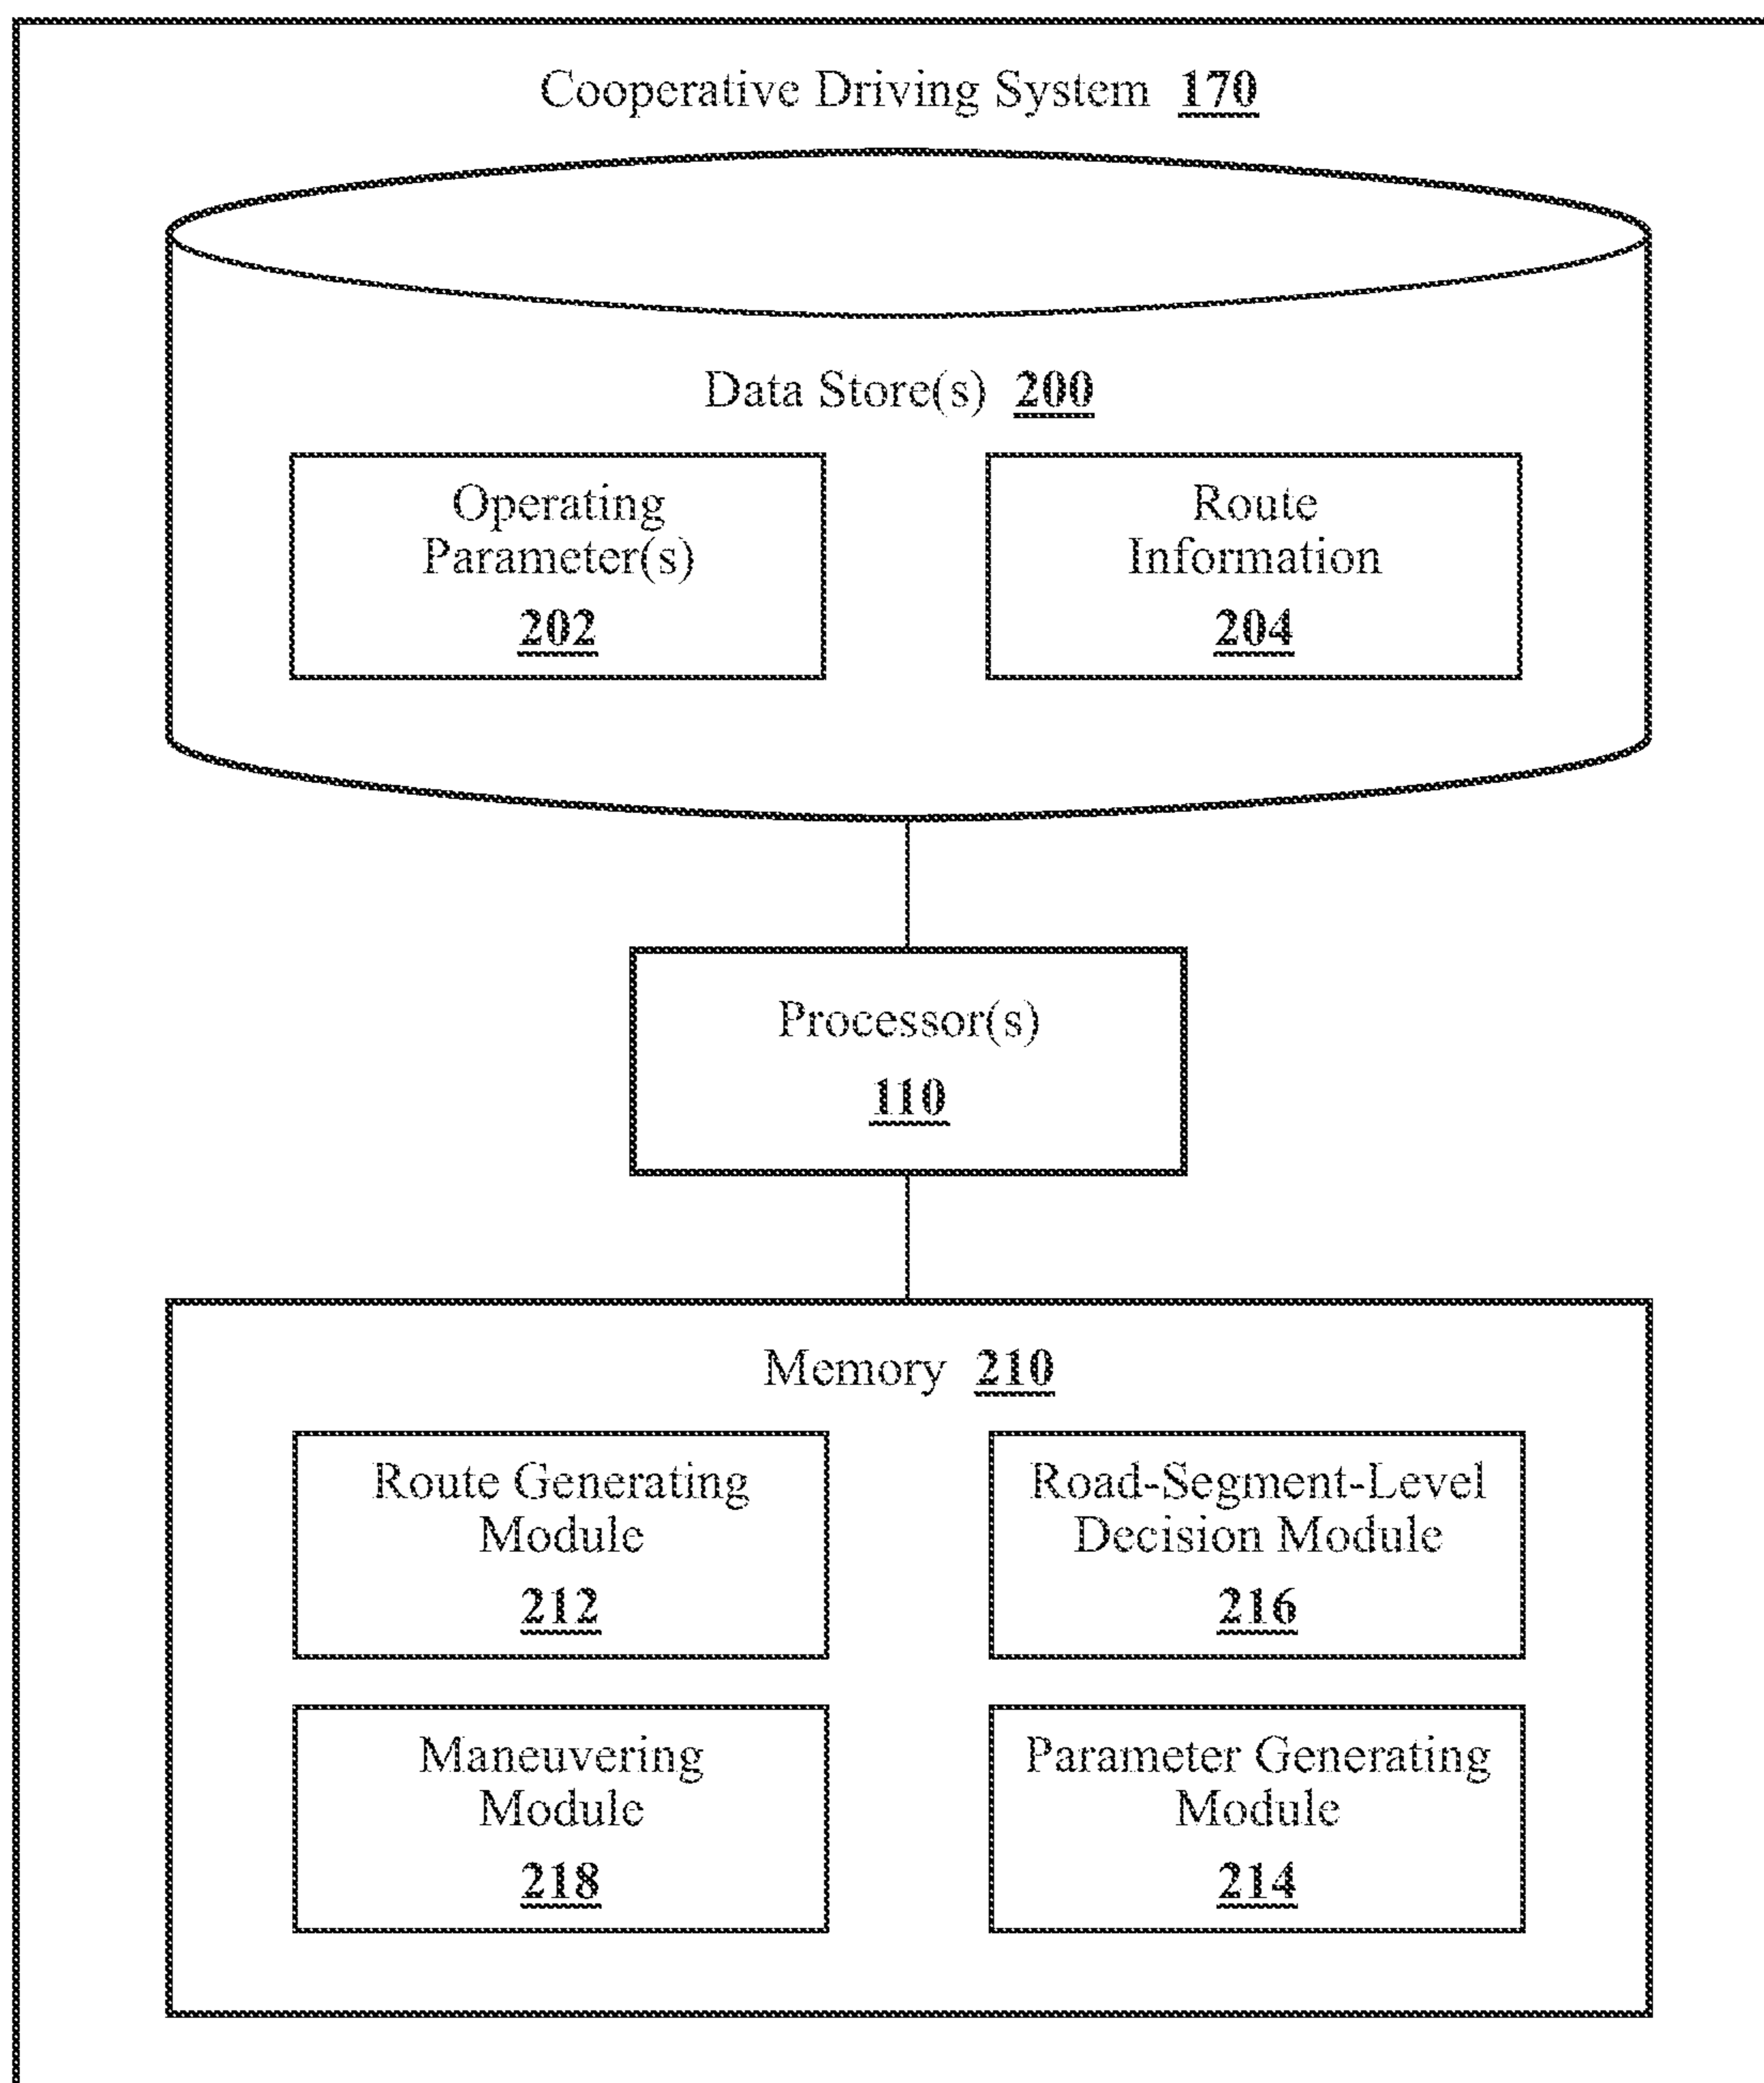 Cooperative Driving System 170
Data Store(s) 200
Operating
Parameter(s)
202
Route
Information
204
Processor(s)
110
Memory 210
Route Generating
Module
212
Road-Segment-Level
Decision Module
216
Maneuvering
Module
218
Parameter Generating
Module
214